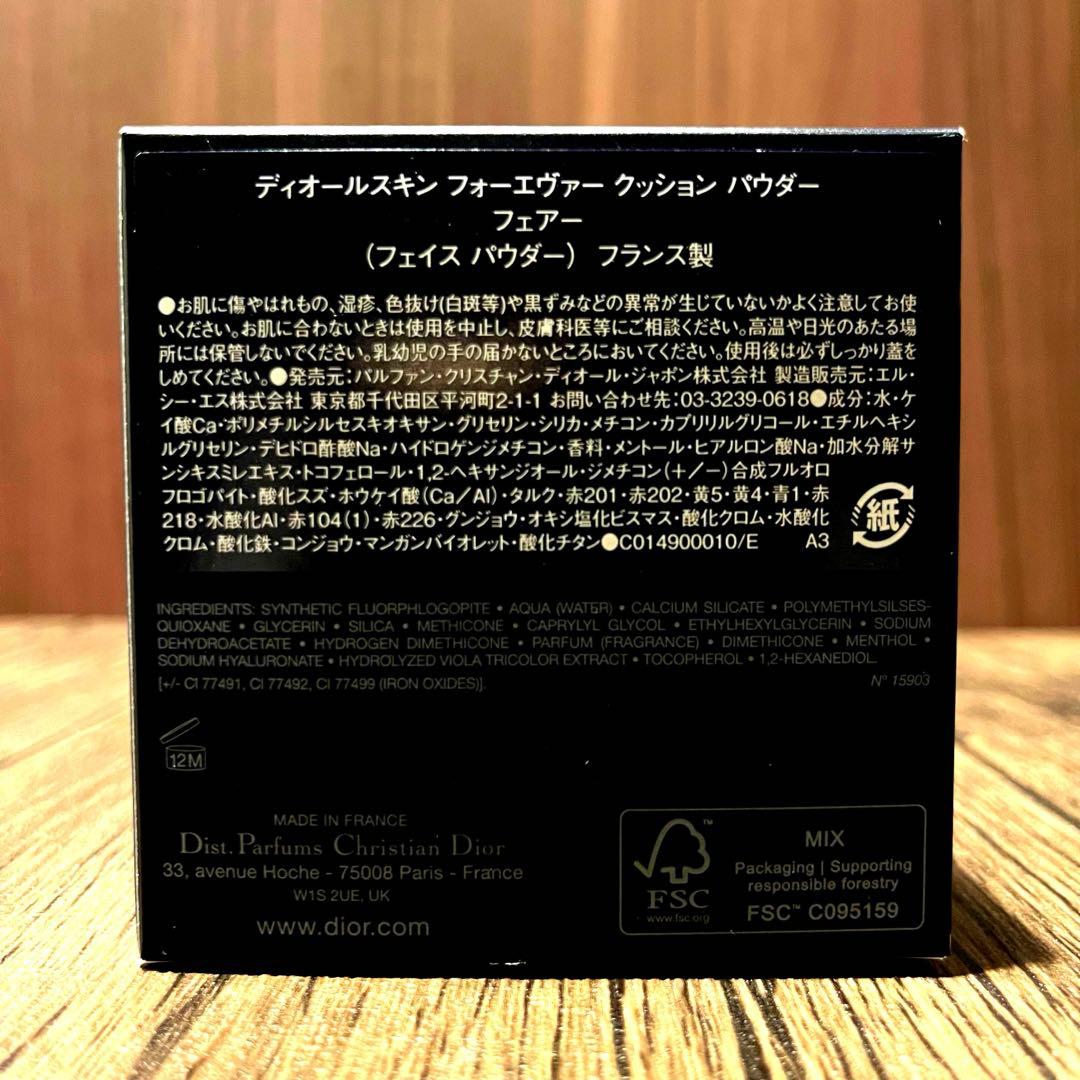 ディオールスキン フォーエヴァー クッション パウダー
フェアー
(フェイス パウダー) フランス製
●お肌に傷やはれもの、湿疹、色抜け(白斑等)や黒ずみなどの異常が生じていないかよく注意してお使
いください。お肌に合わないときは使用を中止し、皮膚科医等にご相談ください。高温や日光のあたる場
所には保管しないでください。乳幼児の手の届かないところにおいてください。使用後は必ずしっかり蓋を
しめてください。●発売元:パルファン・クリスチャン・ディオール・ジャポン株式会社 製造販売元:エル・
シー・エス株式会社 東京都千代田区平河町2-1-1 お問い合わせ先:03-3239-0618●成分:水・ケ
イ酸Ca・ポリメチルシルセスキオキサン・グリセリン・シリカ・メチコン・カプリリルグリコール・エチルヘキシ
ルグリセリン・デヒドロ酢酸Na・ハイドロゲンジメチコン・香料・メントール・ヒアルロン酸Na・加水分解サ
ンシキスミレエキス・トコフェロール・1,2-ヘキサンジオール・ジメチコン(+/-)合成フルオロ
フロゴパイト・酸化スズ・ホウケイ酸(Ca/Al)・タルク・赤201・赤202・黄5・黄4・青1・赤
218・水酸化Al・赤104(1)・赤226・グンジョウ・オキシ塩化ビスマス・酸化クロム・水酸化
クロム・酸化鉄・コンジョウ・マンガンバイオレット・酸化チタン●C014900010/E A3
紙
INGREDIENTS: SYNTHETIC FLUORPHLOGOPITE • AQUA (WATER) • CALCIUM SILICATE • POLYMETHYLSILSES-
QUIOXANE • GLYCERIN • SILICA • METHICONE • CAPRYLYL GLYCOL • ETHYLHEXYLGLYCERIN • SODIUM
DEHYDROACETATE • HYDROGEN DIMETHICONE • PARFUM (FRAGRANCE) • DIMETHICONE • MENTHOL •
SODIUM HYALURONATE • HYDROLYZED VIOLA TRICOLOR EXTRACT • TOCOPHEROL • 1,2-HEXANEDIOL.
[+/- CI 77491, CI 77492, CI 77499 (IRON OXIDES)]. N° 15903
12M
MADE IN FRANCE
Dist. Parfums Christian Dior
33, avenue Hoche - 75008 Paris - France
W1S 2UE, UK
www.dior.com
FSC
www.fsc.org
MIX
Packaging | Supporting
responsible forestry
FSC™ C095159